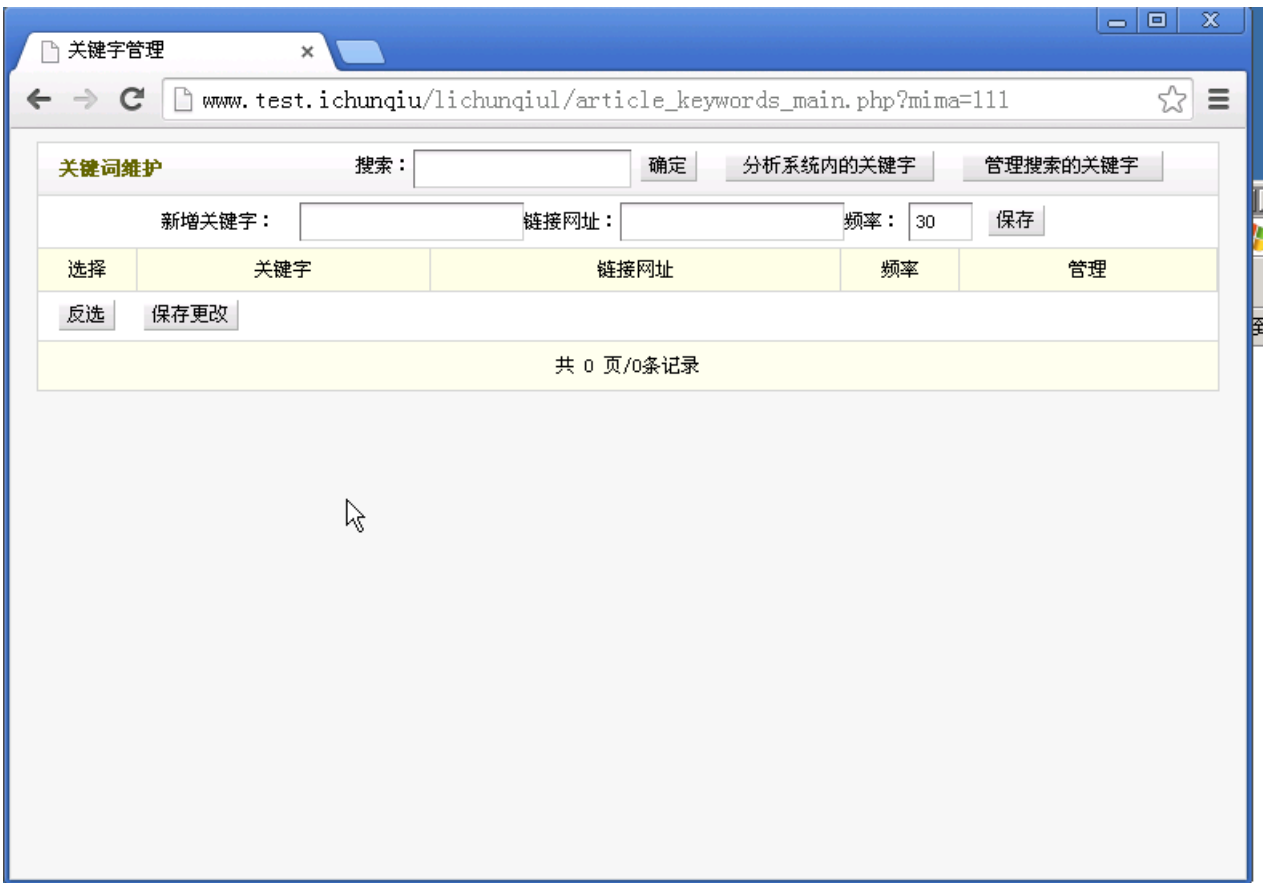 关键字管理
www.test.ichunqiu/lichunqiul/article_keywords_main.php?mima=111
关键词维护 搜索： 确定 分析系统内的关键字 管理搜索的关键字
新增关键字： 链接网址： 频率： 30 保存
选择 关键字 链接网址 频率 管理
反选 保存更改
共 0 页/0条记录